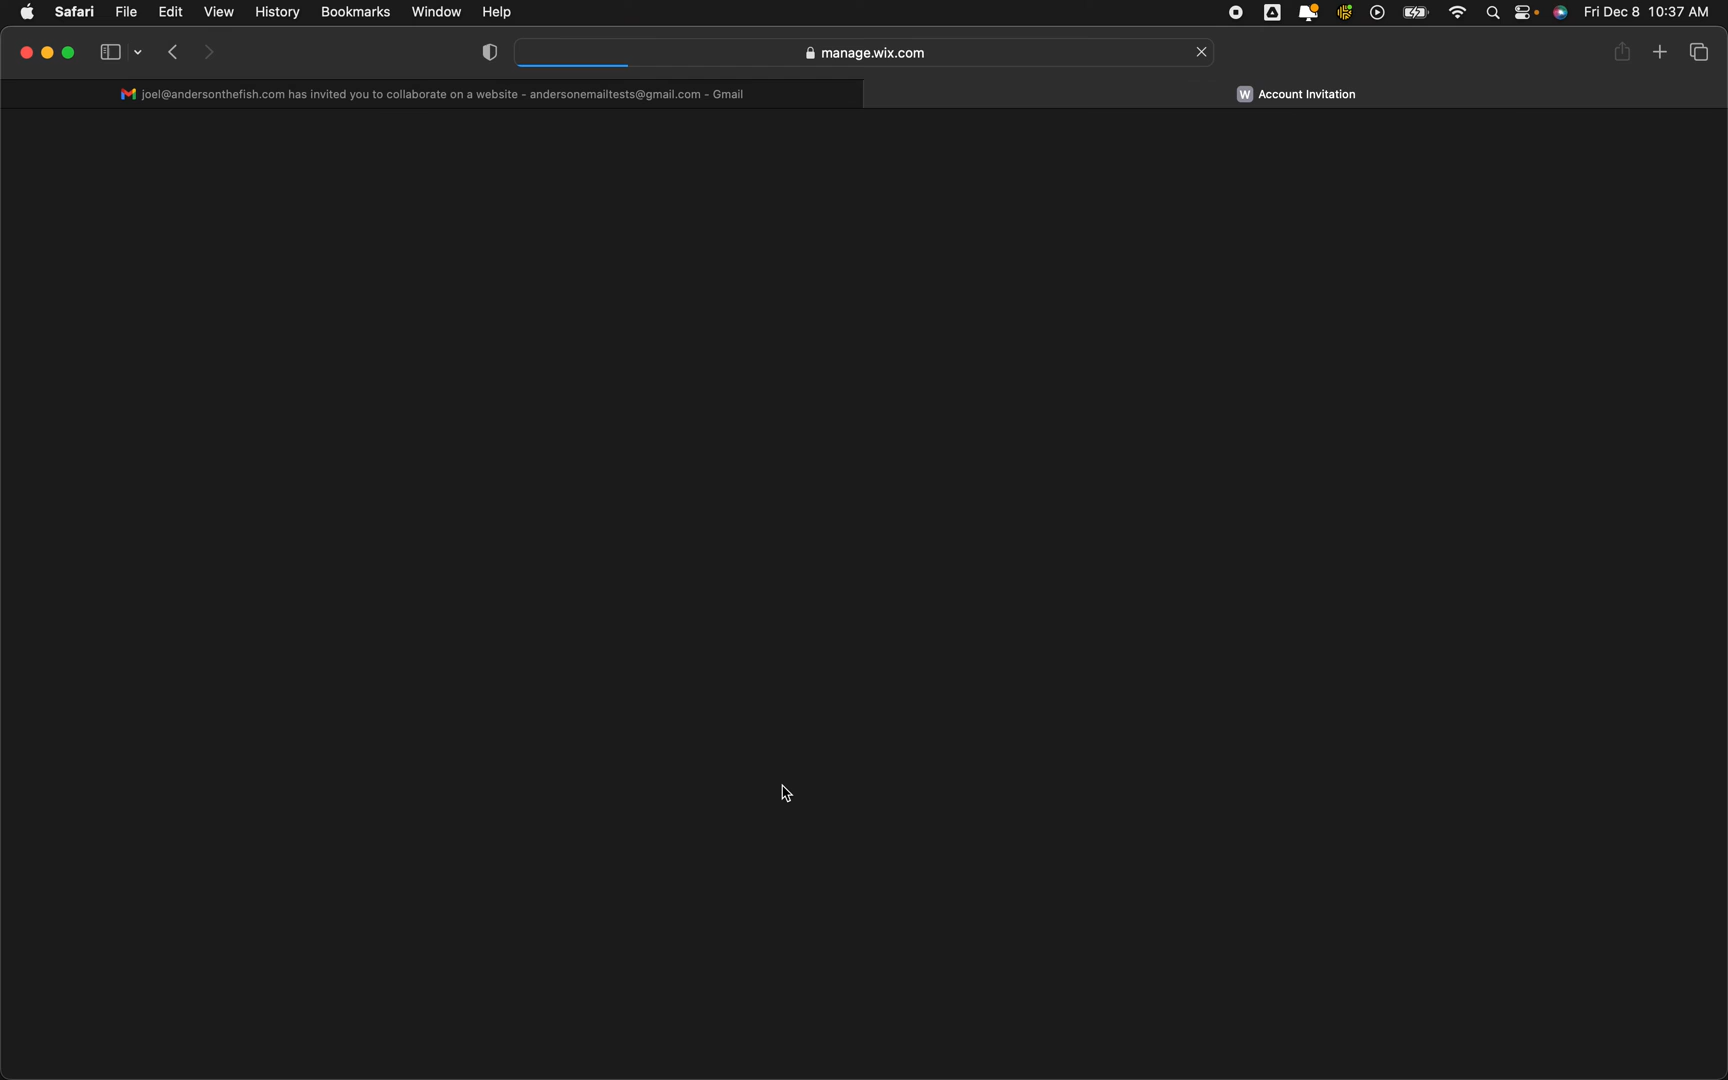 Safari File Edit View History Bookmarks Window Help Fri Dec 8 10:37 AM
manage.wix.com
joel@andersonthefish.com has invited you to collaborate on a website - andersonemailtests@gmail.com - Gmail
W Account Invitation